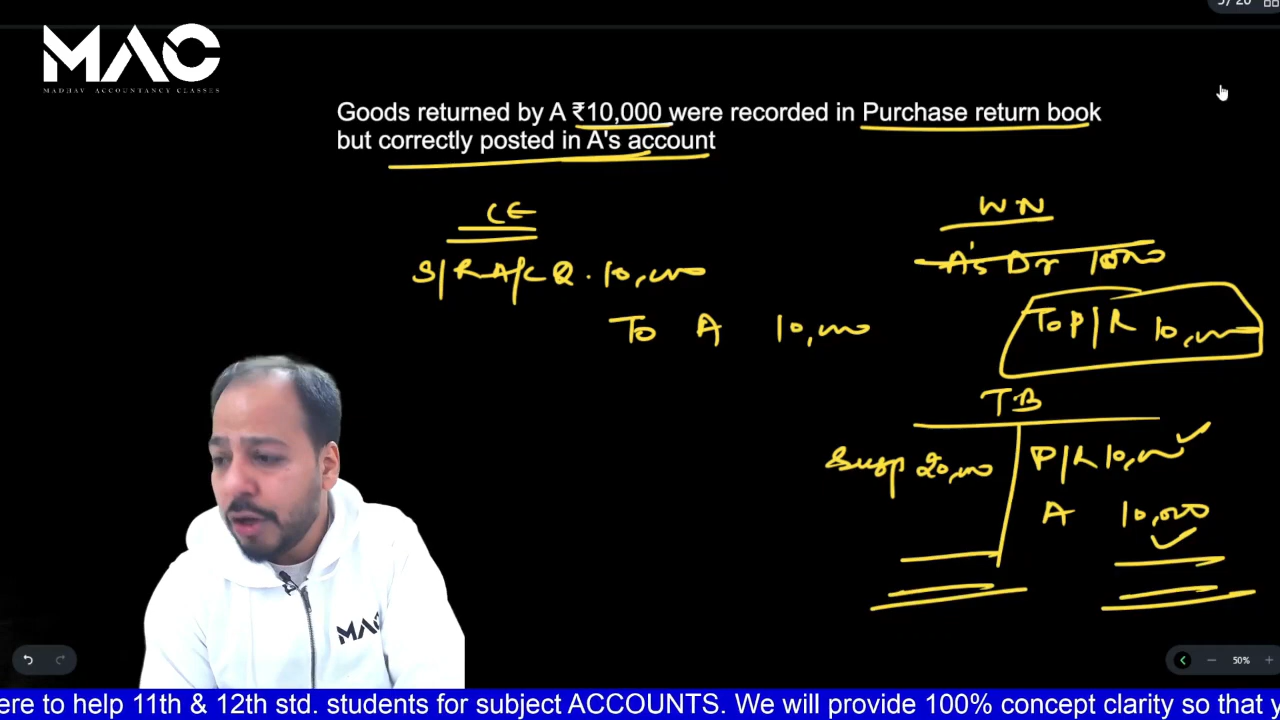 5/20
MAC
MADHAV ACCOUNTANCY CLASSES
Goods returned by A ₹10,000 were recorded in Purchase return book
but correctly posted in A's account
CE
WN
S/R A/C Dr. 10,000
A's Dr 10000
To A 10,000
To P/R 10,000
TB
Susp 20,000
P/R 10,000
A 10,000
MAC
50%
ere to help 11th & 12th std. students for subject ACCOUNTS. We will provide 100% concept clarity so that y